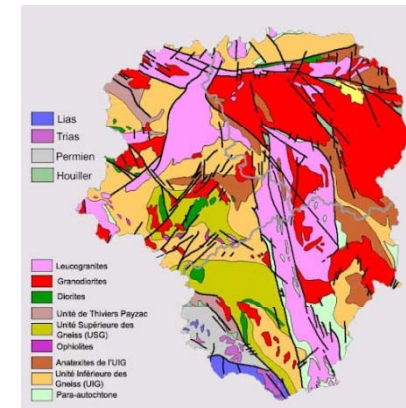 Lias
Trias
Permien
Houiller
Leucogranites
Granodiorites
Diorites
Unité de Thiviers Payzac
Unité Supérieure des
Gneiss (USG)
Ophiolites
Anatexites de l'UIG
Unité Inférieure des
Gneiss (UIG)
Para-autochtone